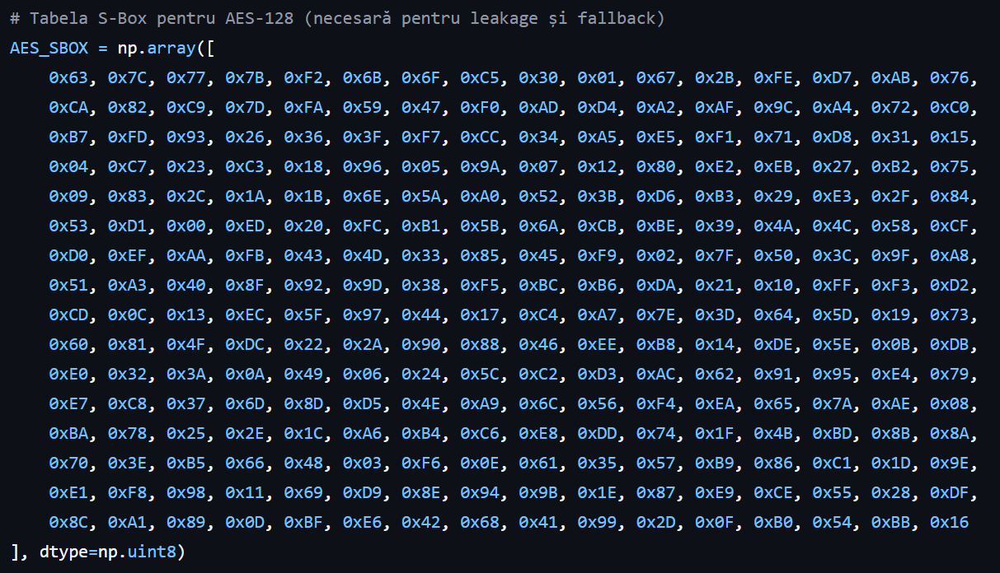 # Tabela S-Box pentru AES-128 (necesară pentru leakage și fallback)
AES_SBOX = np.array([
    0x63, 0x7C, 0x77, 0x7B, 0xF2, 0x6B, 0x6F, 0xC5, 0x30, 0x01, 0x67, 0x2B, 0xFE, 0xD7, 0xAB, 0x76,
    0xCA, 0x82, 0xC9, 0x7D, 0xFA, 0x59, 0x47, 0xF0, 0xAD, 0xD4, 0xA2, 0xAF, 0x9C, 0xA4, 0x72, 0xC0,
    0xB7, 0xFD, 0x93, 0x26, 0x36, 0x3F, 0xF7, 0xCC, 0x34, 0xA5, 0xE5, 0xF1, 0x71, 0xD8, 0x31, 0x15,
    0x04, 0xC7, 0x23, 0xC3, 0x18, 0x96, 0x05, 0x9A, 0x07, 0x12, 0x80, 0xE2, 0xEB, 0x27, 0xB2, 0x75,
    0x09, 0x83, 0x2C, 0x1A, 0x1B, 0x6E, 0x5A, 0xA0, 0x52, 0x3B, 0xD6, 0xB3, 0x29, 0xE3, 0x2F, 0x84,
    0x53, 0xD1, 0x00, 0xED, 0x20, 0xFC, 0xB1, 0x5B, 0x6A, 0xCB, 0xBE, 0x39, 0x4A, 0x4C, 0x58, 0xCF,
    0xD0, 0xEF, 0xAA, 0xFB, 0x43, 0x4D, 0x33, 0x85, 0x45, 0xF9, 0x02, 0x7F, 0x50, 0x3C, 0x9F, 0xA8,
    0x51, 0xA3, 0x40, 0x8F, 0x92, 0x9D, 0x38, 0xF5, 0xBC, 0xB6, 0xDA, 0x21, 0x10, 0xFF, 0xF3, 0xD2,
    0xCD, 0x0C, 0x13, 0xEC, 0x5F, 0x97, 0x44, 0x17, 0xC4, 0xA7, 0x7E, 0x3D, 0x64, 0x5D, 0x19, 0x73,
    0x60, 0x81, 0x4F, 0xDC, 0x22, 0x2A, 0x90, 0x88, 0x46, 0xEE, 0xB8, 0x14, 0xDE, 0x5E, 0x0B, 0xDB,
    0xE0, 0x32, 0x3A, 0x0A, 0x49, 0x06, 0x24, 0x5C, 0xC2, 0xD3, 0xAC, 0x62, 0x91, 0x95, 0xE4, 0x79,
    0xE7, 0xC8, 0x37, 0x6D, 0x8D, 0xD5, 0x4E, 0xA9, 0x6C, 0x56, 0xF4, 0xEA, 0x65, 0x7A, 0xAE, 0x08,
    0xBA, 0x78, 0x25, 0x2E, 0x1C, 0xA6, 0xB4, 0xC6, 0xE8, 0xDD, 0x74, 0x1F, 0x4B, 0xBD, 0x8B, 0x8A,
    0x70, 0x3E, 0xB5, 0x66, 0x48, 0x03, 0xF6, 0x0E, 0x61, 0x35, 0x57, 0xB9, 0x86, 0xC1, 0x1D, 0x9E,
    0xE1, 0xF8, 0x98, 0x11, 0x69, 0xD9, 0x8E, 0x94, 0x9B, 0x1E, 0x87, 0xE9, 0xCE, 0x55, 0x28, 0xDF,
    0x8C, 0xA1, 0x89, 0x0D, 0xBF, 0xE6, 0x42, 0x68, 0x41, 0x99, 0x2D, 0x0F, 0xB0, 0x54, 0xBB, 0x16
], dtype=np.uint8)